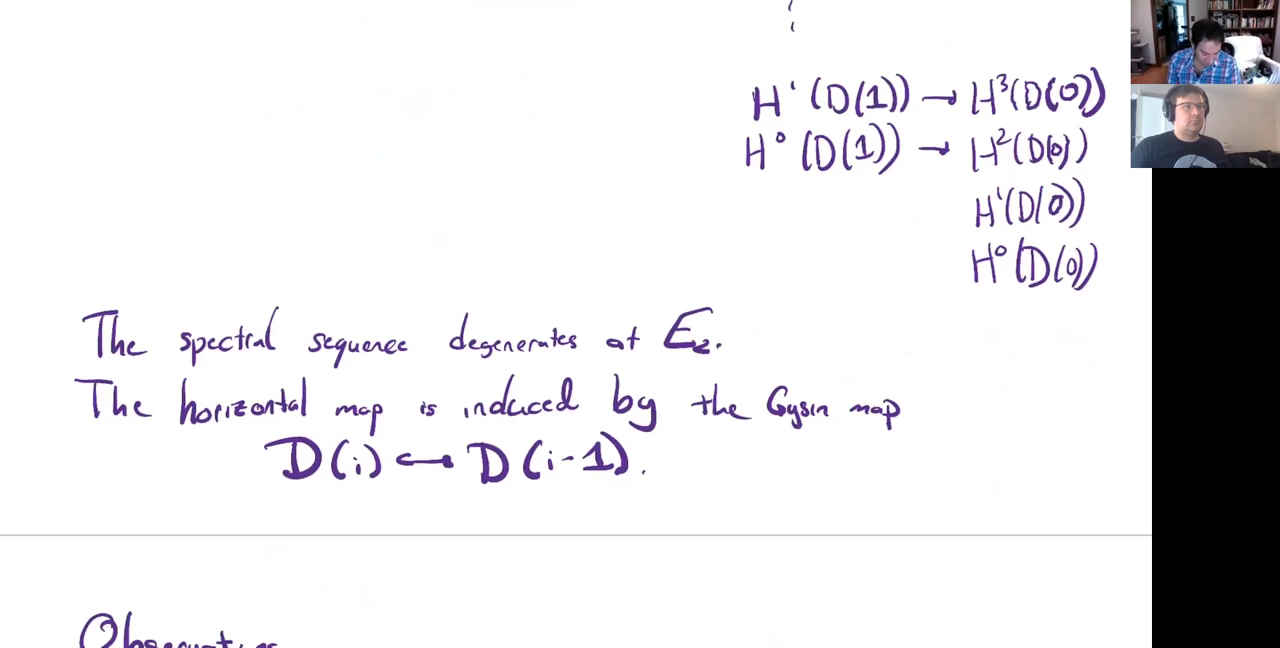 H¹(D(1)) → H³(D(0))
H⁰(D(1)) → H²(D(0))
H¹(D(0))
H⁰(D(0))
The spectral sequence degenerates at E₂.
The horizontal map is induced by the Gysin map
D(i) ↪ D(i-1).